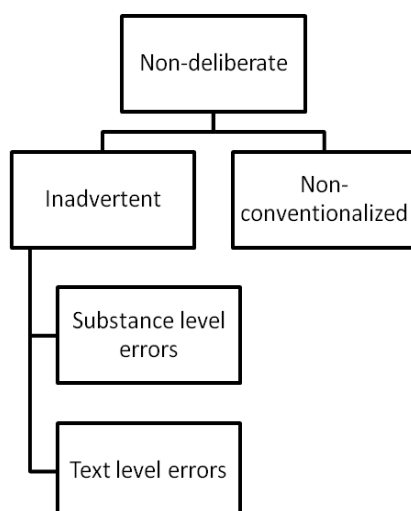 Non-deliberate
Inadvertent
Non-
conventionalized
Substance level
errors
Text level errors